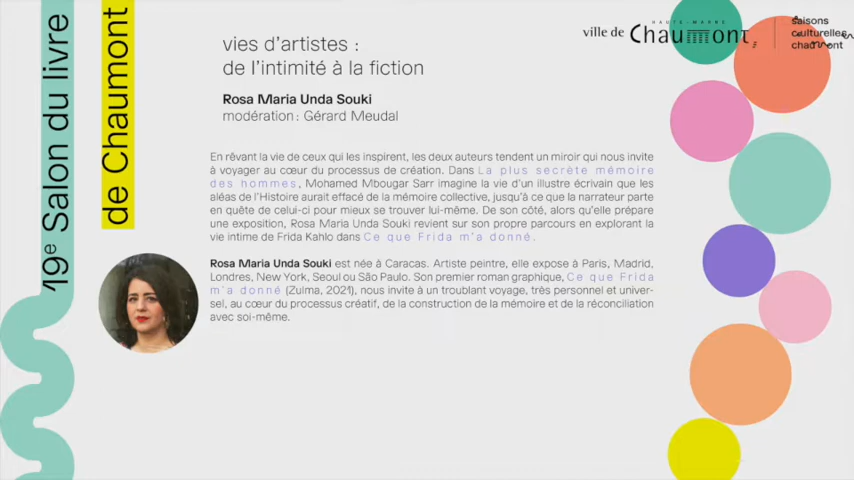 19e Salon du livre
de Chaumont
vies d'artistes :
de l'intimité à la fiction
Rosa Maria Unda Souki
modération : Gérard Meudal
En rêvant la vie de ceux qui les inspirent, les deux auteurs tendent un miroir qui nous invite
à voyager au cœur du processus de création. Dans La plus secrète mémoire
des hommes, Mohamed Mbougar Sarr imagine la vie d'un illustre écrivain que les
aléas de l'Histoire aurait effacé de la mémoire collective, jusqu'à ce que la narrateur parte
en quête de celui-ci pour mieux se trouver lui-même. De son côté, alors qu'elle prépare
une exposition, Rosa Maria Unda Souki revient sur son propre parcours en explorant la
vie intime de Frida Kahlo dans Ce que Frida m'a donné.
Rosa Maria Unda Souki est née à Caracas. Artiste peintre, elle expose à Paris, Madrid,
Londres, New York, Seoul ou São Paulo. Son premier roman graphique, Ce que Frida
m'a donné (Zulma, 2021), nous invite à un troublant voyage, très personnel et univer-
sel, au cœur du processus créatif, de la construction de la mémoire et de la réconciliation
avec soi-même.
HAUTE-MARNE
ville de Chaumont
saisons
culturelles
chaumont